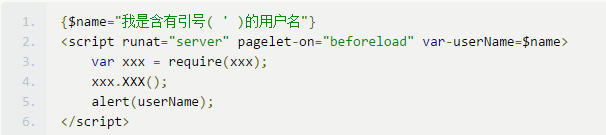 1. {$name="我是含有引号( ' )的用户名"}
2. <script runat="server" pagelet-on="beforeload" var-userName=$name>
3. var xxx = require(xxx);
4. xxx.XXX();
5. alert(userName);
6. </script>